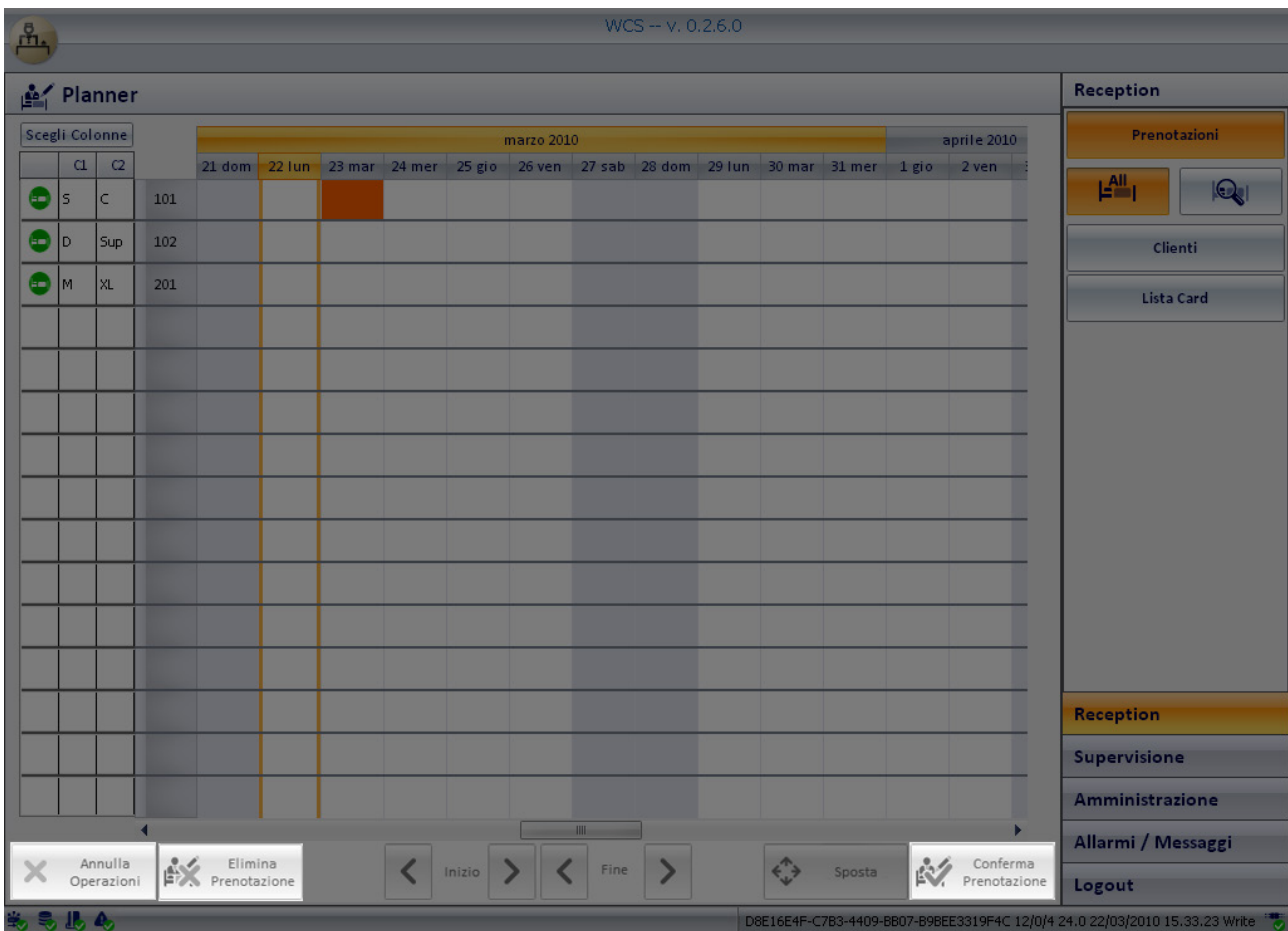 WCS -- v. 0.2.6.0
Planner
Reception
Scegli Colonne
marzo 2010
aprile 2010
C1 C2
21 dom 22 lun 23 mar 24 mer 25 gio 26 ven 27 sab 28 dom 29 lun 30 mar 31 mer 1 gio 2 ven
S C 101
D Sup 102
M XL 201
Prenotazioni
All
Clienti
Lista Card
Reception
Supervisione
Amministrazione
Allarmi / Messaggi
Logout
Annulla
Operazioni
Elimina
Prenotazione
Inizio
Fine
Sposta
Conferma
Prenotazione
D8E16E4F-C7B3-4409-BB07-B9BEE3319F4C 12/0/4 24.0 22/03/2010 15.33.23 Write